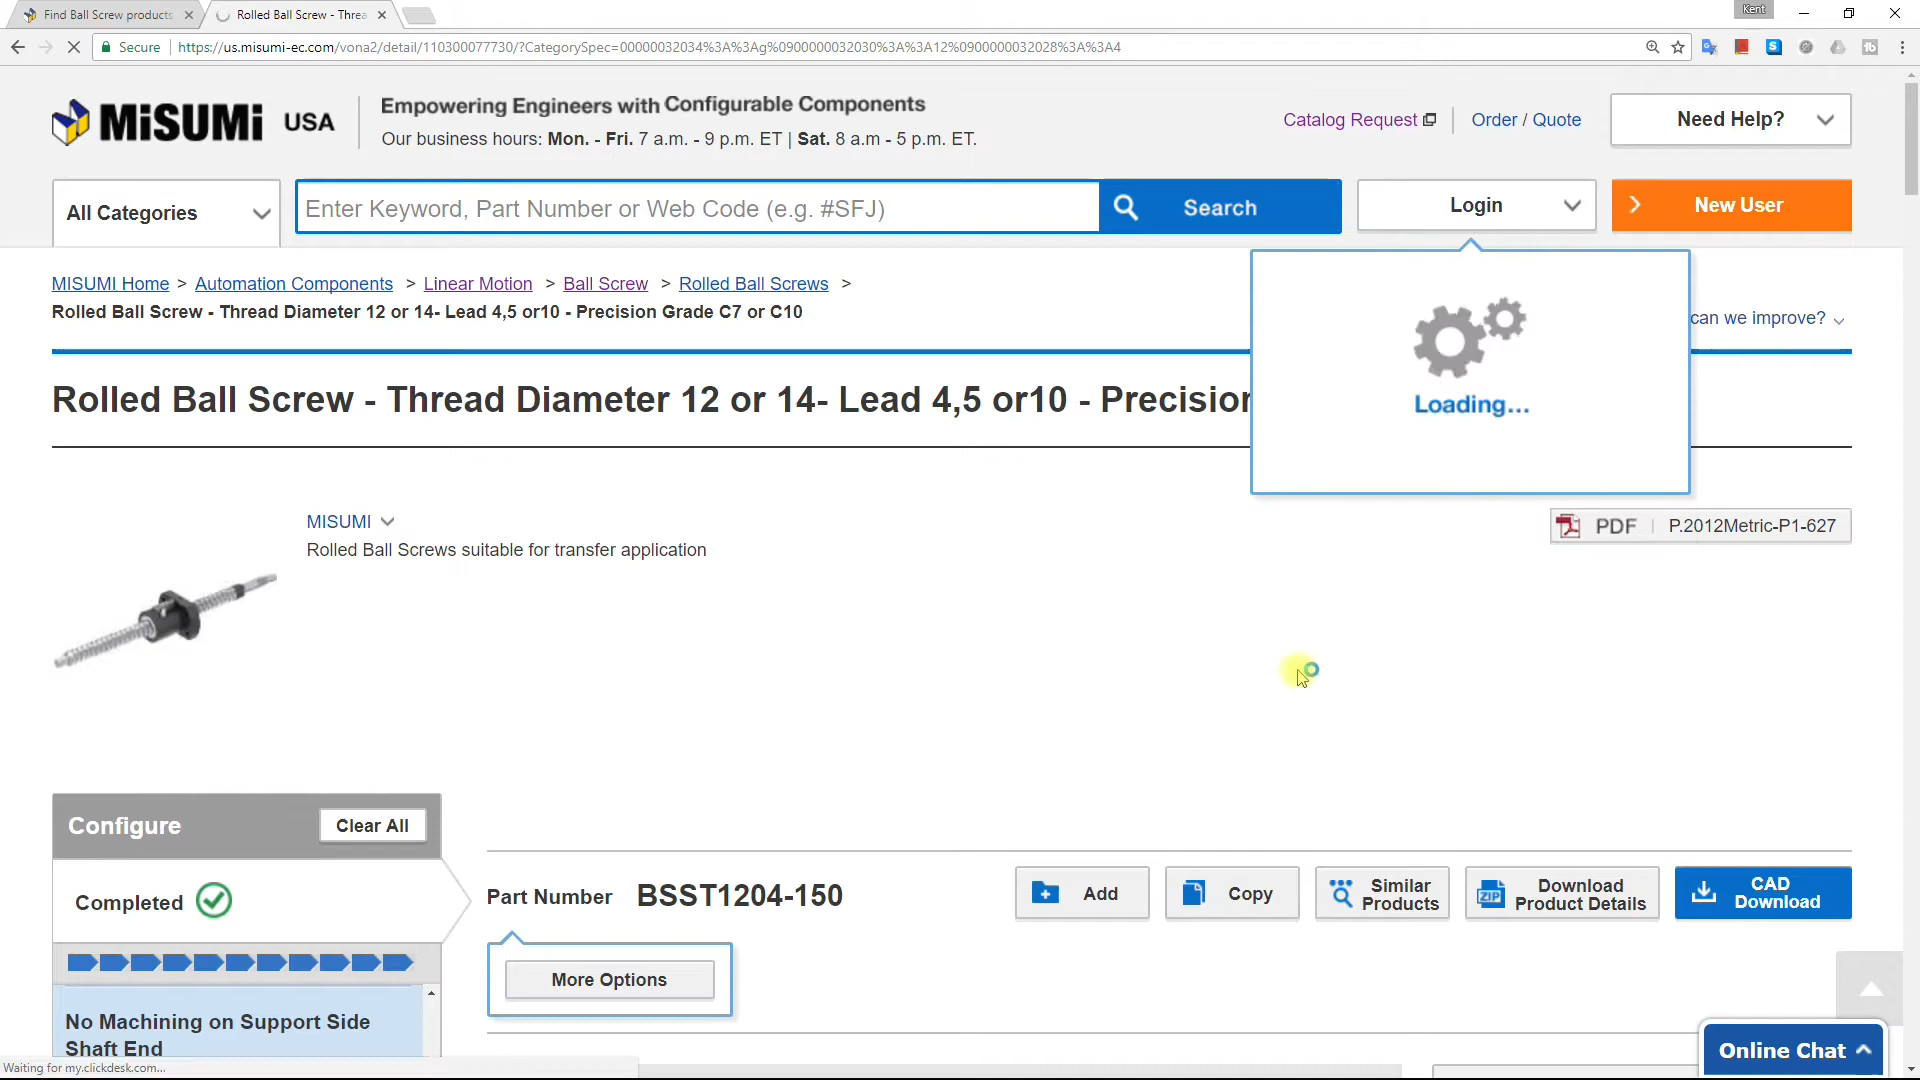 Find Ball Screw products
Rolled Ball Screw - Threa
Kent
Secure
https://us.misumi-ec.com/vona2/detail/110300077730/?CategorySpec=00000032034%3A%3Ag%0900000032030%3A%3A12%0900000032028%3A%3A4
MiSUMi USA
Empowering Engineers with Configurable Components
Our business hours: Mon. - Fri. 7 a.m. - 9 p.m. ET | Sat. 8 a.m - 5 p.m. ET.
Catalog Request
Order / Quote
Need Help?
All Categories
Enter Keyword, Part Number or Web Code (e.g. #SFJ)
Search
Login
New User
MISUMI Home > Automation Components > Linear Motion > Ball Screw > Rolled Ball Screws >
Rolled Ball Screw - Thread Diameter 12 or 14- Lead 4,5 or10 - Precision Grade C7 or C10
can we improve?
Rolled Ball Screw - Thread Diameter 12 or 14- Lead 4,5 or10 - Precision
Loading...
MISUMI
Rolled Ball Screws suitable for transfer application
PDF | P.2012Metric-P1-627
Configure
Clear All
Completed
Part Number BSST1204-150
Add
Copy
Similar
Products
ZIP
Download
Product Details
CAD
Download
More Options
No Machining on Support Side
Shaft End
Online Chat
Waiting for my.clickdesk.com...